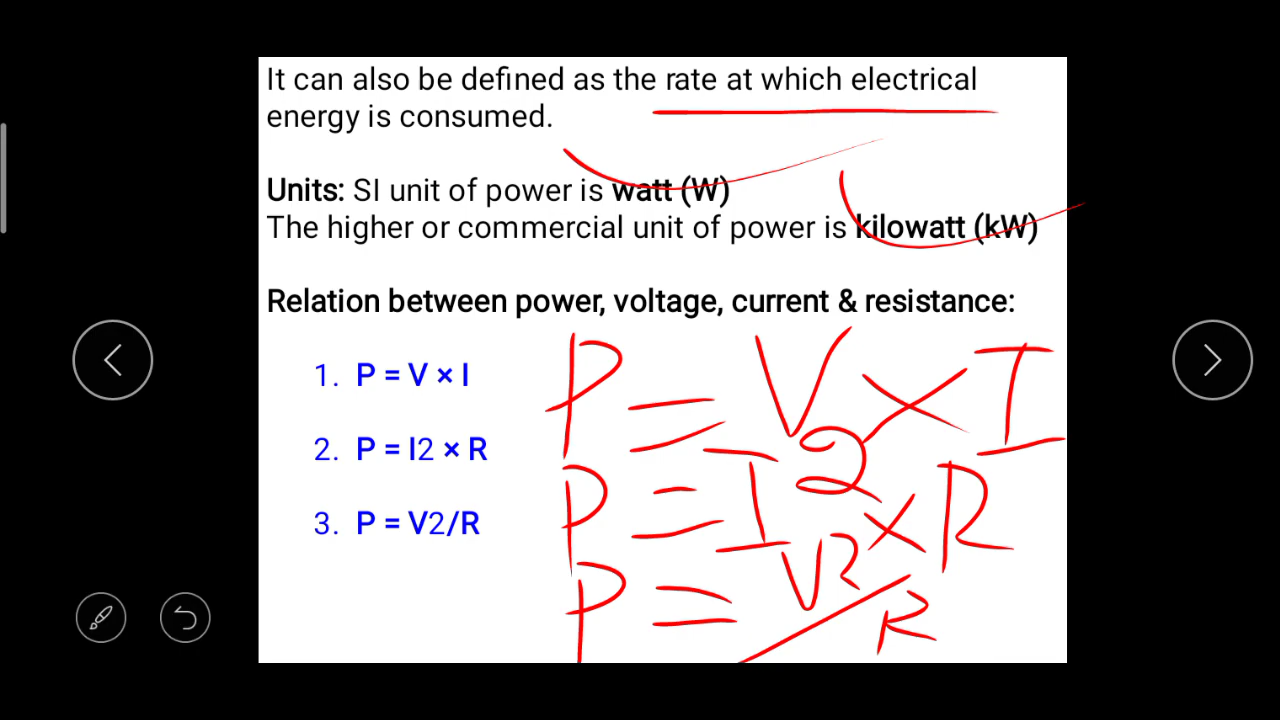 It can also be defined as the rate at which electrical
energy is consumed.
Units: SI unit of power is watt (W)
The higher or commercial unit of power is kilowatt (kW)
Relation between power, voltage, current & resistance:
1. P = V × I
2. P = I2 × R
3. P = V2/R
P = V × I
P = I² × R
P = V²/R